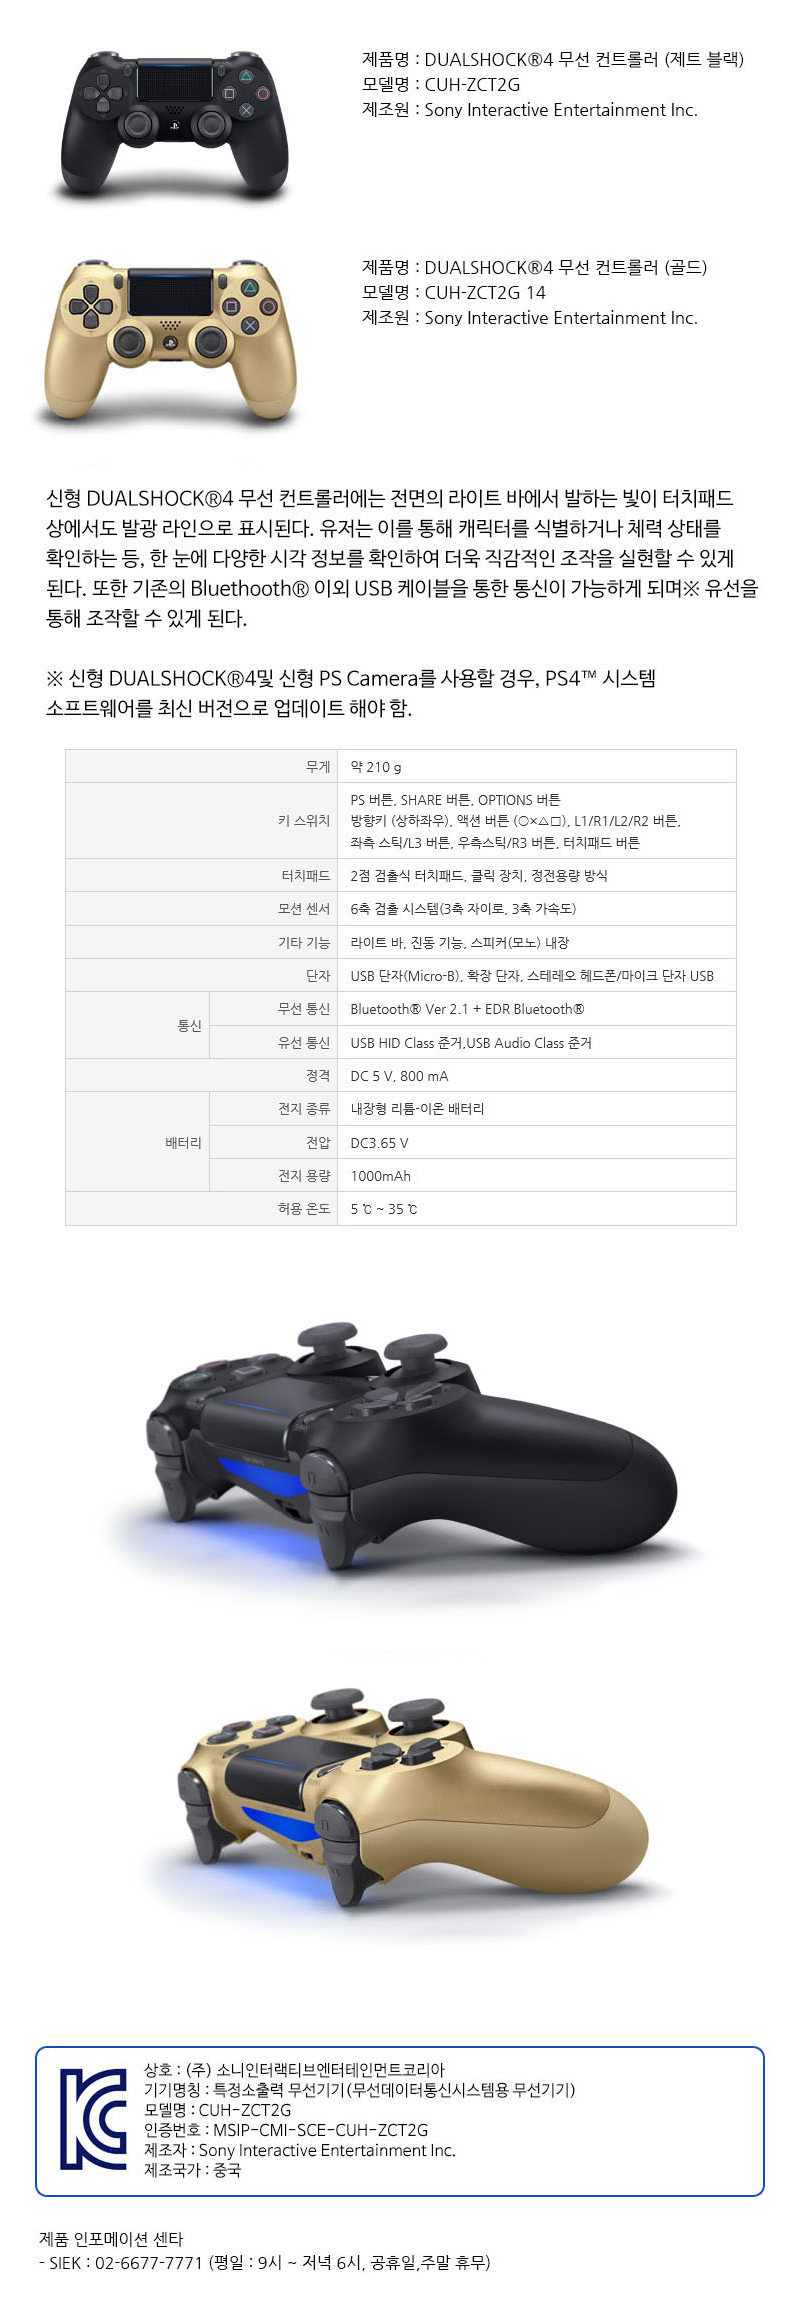 제품명 : DUALSHOCK®4 무선 컨트롤러 (제트 블랙)
모델명 : CUH-ZCT2G
제조원 : Sony Interactive Entertainment Inc.
제품명 : DUALSHOCK®4 무선 컨트롤러 (골드)
모델명 : CUH-ZCT2G 14
제조원 : Sony Interactive Entertainment Inc.
신형 DUALSHOCK®4 무선 컨트롤러에는 전면의 라이트 바에서 발하는 빛이 터치패드
상에서도 발광 라인으로 표시된다. 유저는 이를 통해 캐릭터를 식별하거나 체력 상태를
확인하는 등, 한 눈에 다양한 시각 정보를 확인하여 더욱 직감적인 조작을 실현할 수 있게
된다. 또한 기존의 Bluethooth® 이외 USB 케이블을 통한 통신이 가능하게 되며※ 유선을
통해 조작할 수 있게 된다.
※ 신형 DUALSHOCK®4및 신형 PS Camera를 사용할 경우, PS4™ 시스템
소프트웨어를 최신 버전으로 업데이트 해야 함.
무게 약 210 g
키 스위치 PS 버튼, SHARE 버튼, OPTIONS 버튼
방향키 (상하좌우), 액션 버튼 (○×△□), L1/R1/L2/R2 버튼,
좌측 스틱/L3 버튼, 우측스틱/R3 버튼, 터치패드 버튼
터치패드 2점 검출식 터치패드, 클릭 장치, 정전용량 방식
모션 센서 6축 검출 시스템(3축 자이로, 3축 가속도)
기타 기능 라이트 바, 진동 기능, 스피커(모노) 내장
단자 USB 단자(Micro-B), 확장 단자, 스테레오 헤드폰/마이크 단자 USB
통신 무선 통신 Bluetooth® Ver 2.1 + EDR Bluetooth®
유선 통신 USB HID Class 준거,USB Audio Class 준거
정격 DC 5 V, 800 mA
배터리 전지 종류 내장형 리튬-이온 배터리
전압 DC3.65 V
전지 용량 1000mAh
허용 온도 5 ℃ ~ 35 ℃
상호 : (주) 소니인터랙티브엔터테인먼트코리아
기기명칭 : 특정소출력 무선기기(무선데이터통신시스템용 무선기기)
모델명 : CUH-ZCT2G
인증번호 : MSIP-CMI-SCE-CUH-ZCT2G
제조자 : Sony Interactive Entertainment Inc.
제조국가 : 중국
제품 인포메이션 센타
- SIEK : 02-6677-7771 (평일 : 9시 ~ 저녁 6시, 공휴일,주말 휴무)